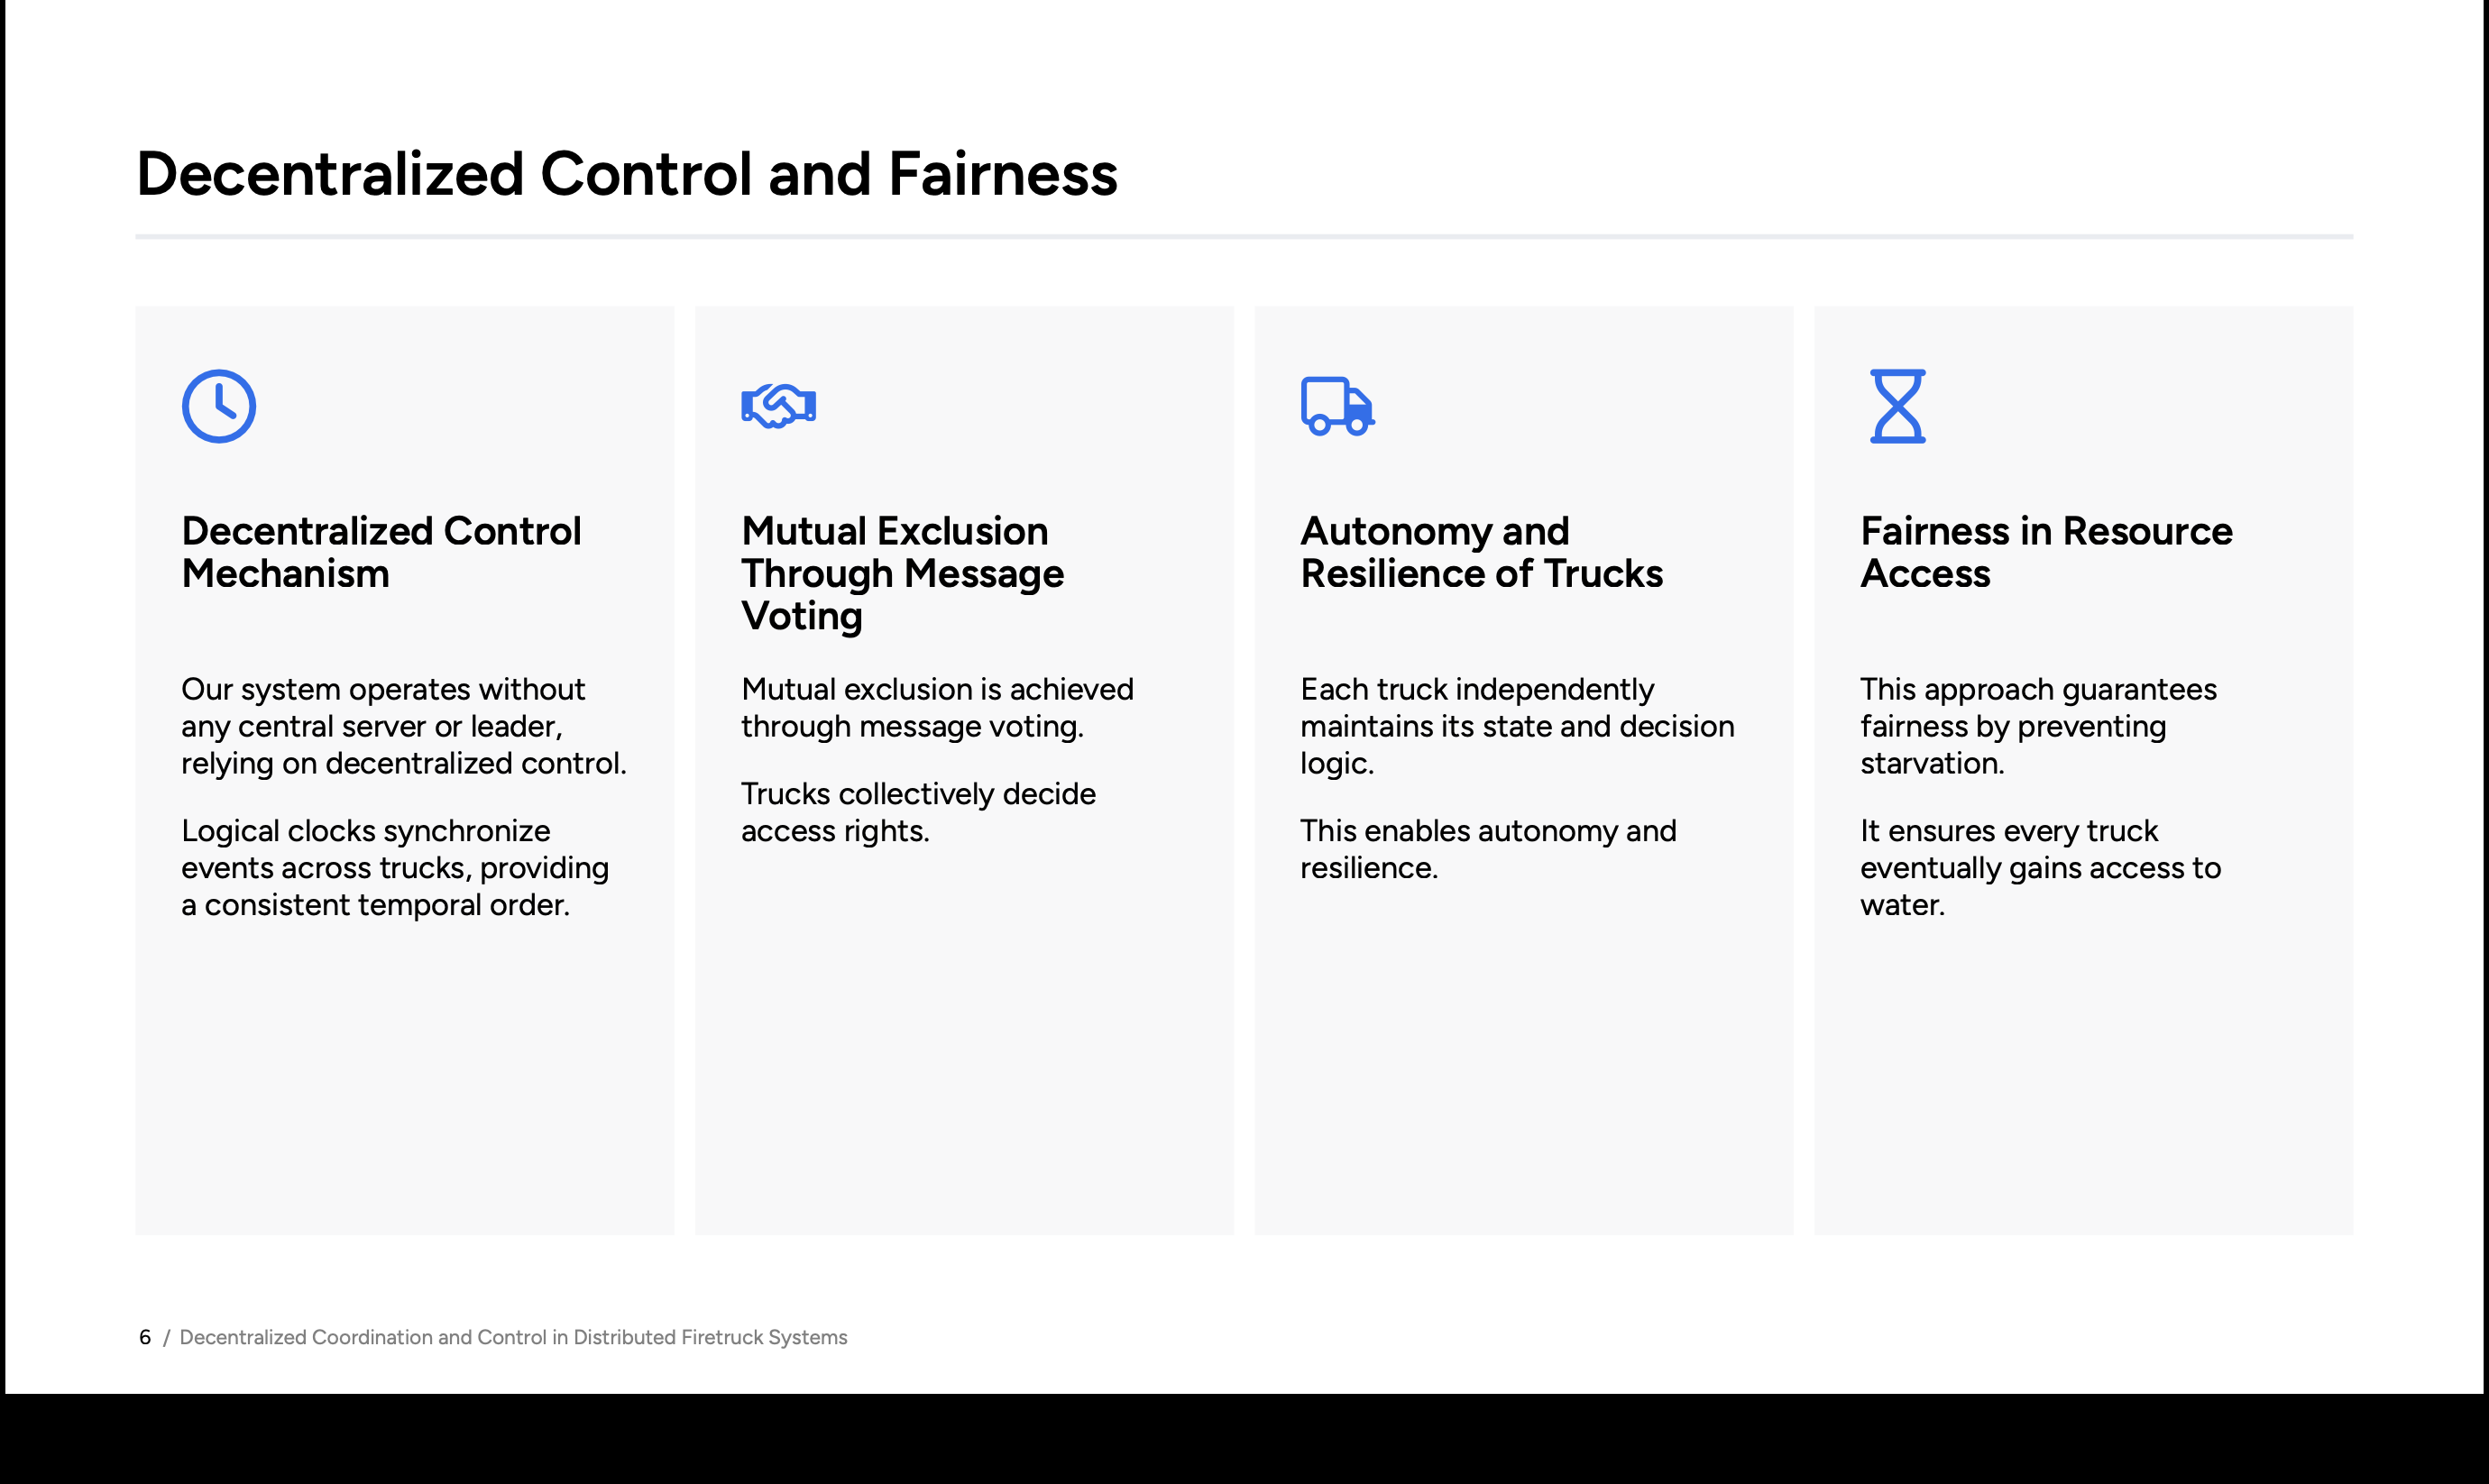 Decentralized Control and Fairness
Decentralized Control
Mechanism
Our system operates without
any central server or leader,
relying on decentralized control.
Logical clocks synchronize
events across trucks, providing
a consistent temporal order.
Mutual Exclusion
Through Message
Voting
Mutual exclusion is achieved
through message voting.
Trucks collectively decide
access rights.
Autonomy and
Resilience of Trucks
Each truck independently
maintains its state and decision
logic.
This enables autonomy and
resilience.
Fairness in Resource
Access
This approach guarantees
fairness by preventing
starvation.
It ensures every truck
eventually gains access to
water.
6 / Decentralized Coordination and Control in Distributed Firetruck Systems